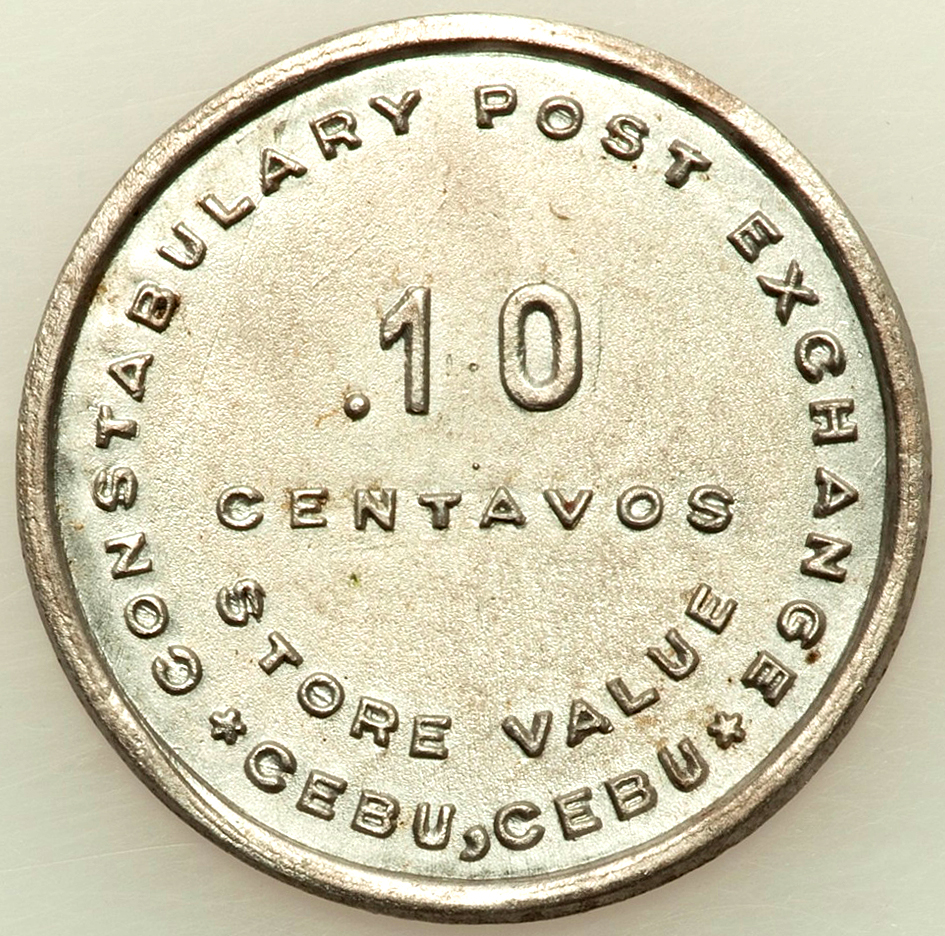 CONSTABULARY POST EXCHANGE
.10
CENTAVOS
STORE VALUE
* CEBU, CEBU *